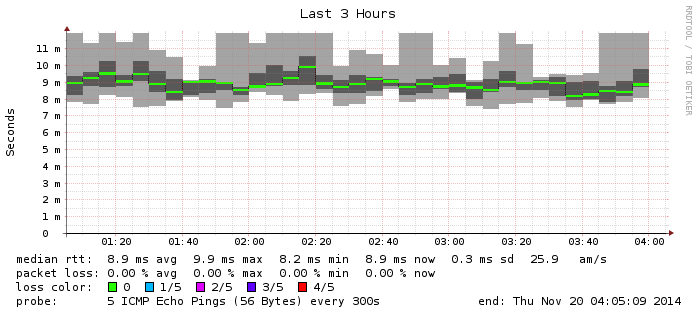 Last 3 Hours
RRDTOOL / TOBI OETIKER
Seconds
11 m
10 m
9 m
8 m
7 m
6 m
5 m
4 m
3 m
2 m
1 m
0
01:20 01:40 02:00 02:20 02:40 03:00 03:20 03:40 04:00
median rtt: 8.9 ms avg 9.9 ms max 8.2 ms min 8.9 ms now 0.3 ms sd 25.9 am/s
packet loss: 0.00 % avg 0.00 % max 0.00 % min 0.00 % now
loss color: 0 1/5 2/5 3/5 4/5
probe: 5 ICMP Echo Pings (56 Bytes) every 300s end: Thu Nov 20 04:05:09 2014